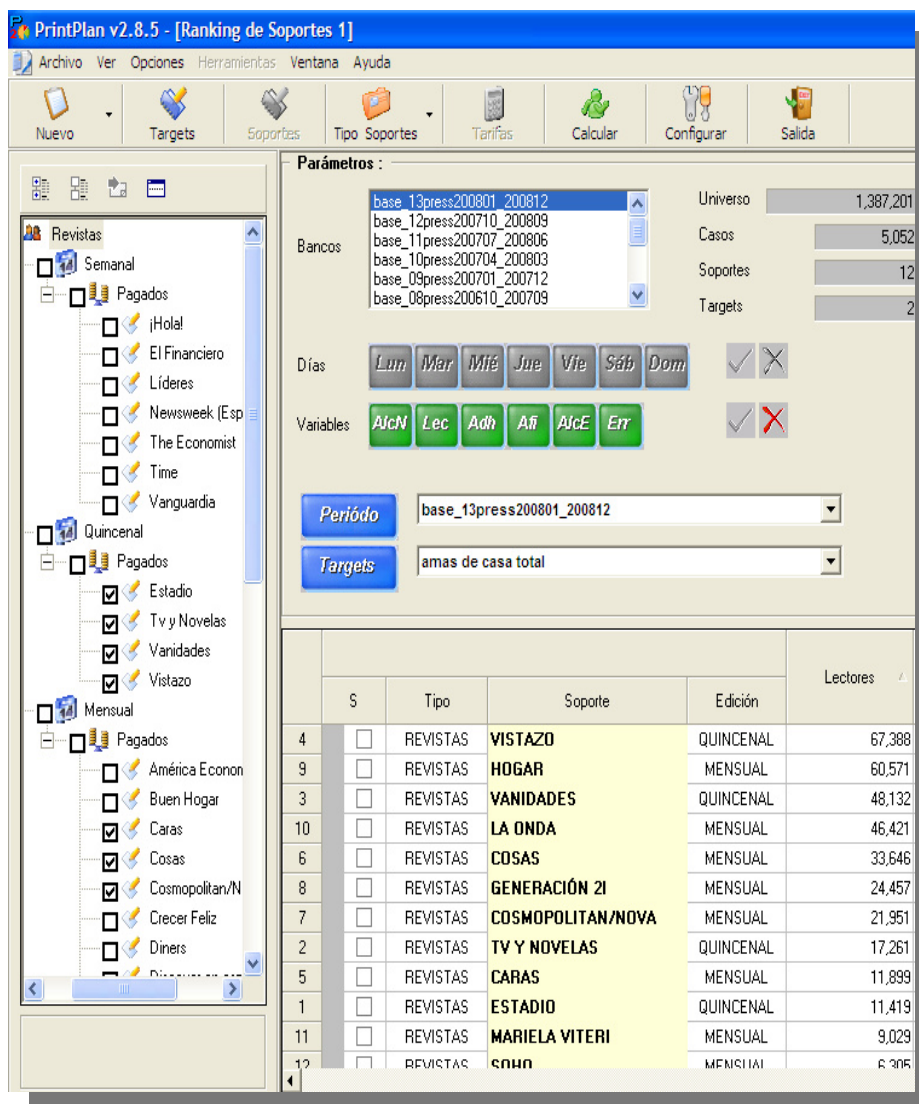 PrintPlan v2.8.5 - [Ranking de Soportes 1]
Archivo Ver Opciones Herramientas Ventana Ayuda
Nuevo Targets Soportes Tipo Soportes Tarifas Calcular Configurar Salida
Revistas
Semanal
Pagados
¡Hola!
El Financiero
Líderes
Newsweek (Esp
The Economist
Time
Vanguardia
Quincenal
Pagados
Estadio
Tv y Novelas
Vanidades
Vistazo
Mensual
Pagados
América Econon
Buen Hogar
Caras
Cosas
Cosmopolitan/N
Crecer Feliz
Diners
Parámetros :
Bancos
base_13press200801_200812
base_12press200710_200809
base_11press200707_200806
base_10press200704_200803
base_09press200701_200712
base_08press200610_200709
Universo 1,387,201
Casos 5,052
Soportes 12
Targets 2
Días Lun Mar Mié Jue Vie Sáb Dom
Variables AlcN Lec Adh Afi AlcE Err
Periódo base_13press200801_200812
Targets amas de casa total
S Tipo Soporte Edición Lectores
4 REVISTAS VISTAZO QUINCENAL 67,388
9 REVISTAS HOGAR MENSUAL 60,571
3 REVISTAS VANIDADES QUINCENAL 48,132
10 REVISTAS LA ONDA MENSUAL 46,421
6 REVISTAS COSAS MENSUAL 33,646
8 REVISTAS GENERACIÓN 2I MENSUAL 24,457
7 REVISTAS COSMOPOLITAN/NOVA MENSUAL 21,951
2 REVISTAS TV Y NOVELAS QUINCENAL 17,261
5 REVISTAS CARAS MENSUAL 11,899
1 REVISTAS ESTADIO QUINCENAL 11,419
11 REVISTAS MARIELA VITERI MENSUAL 9,029
12 REVISTAS SOHO MENSUAL 6,305